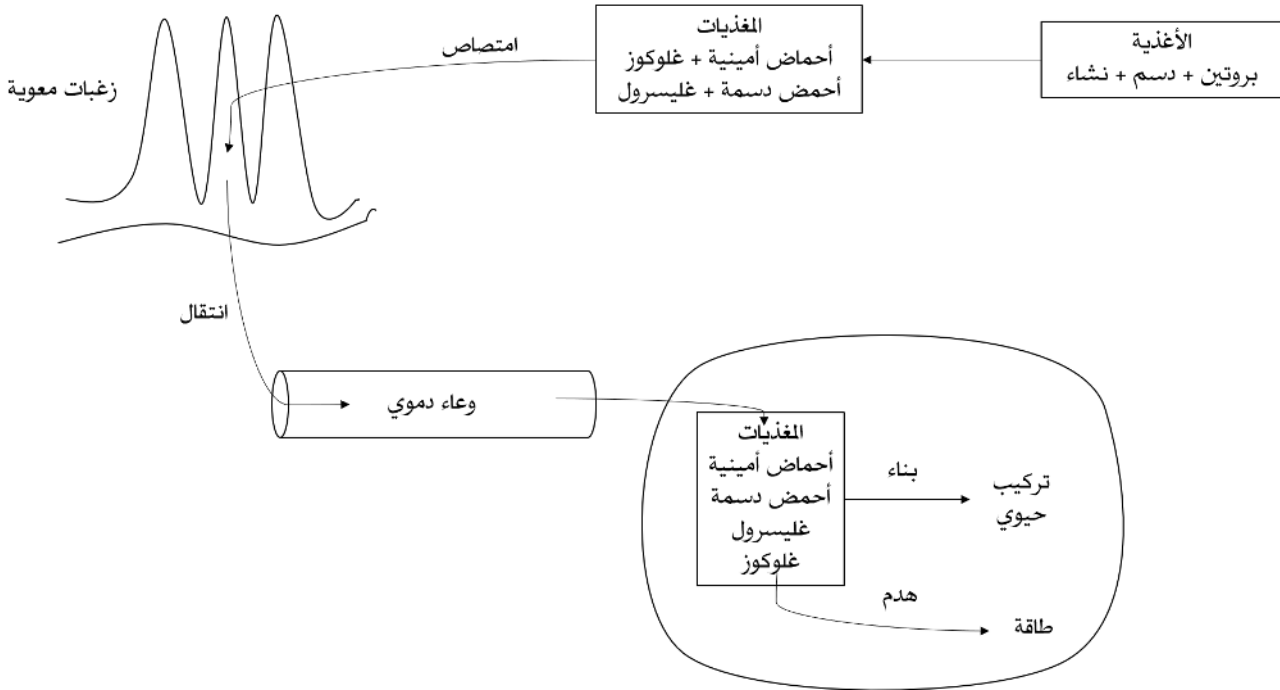 الأغذية
بروتين + دسم + نشاء
المغذيات
أحماض أمينية + غلوكوز
أحمض دسمة + غليسرول
امتصاص
زغبات معوية
انتقال
وعاء دموي
المغذيات
أحماض أمينية
أحمض دسمة
غليسرول
غلوكوز
بناء
تركيب
حيوي
هدم
طاقة